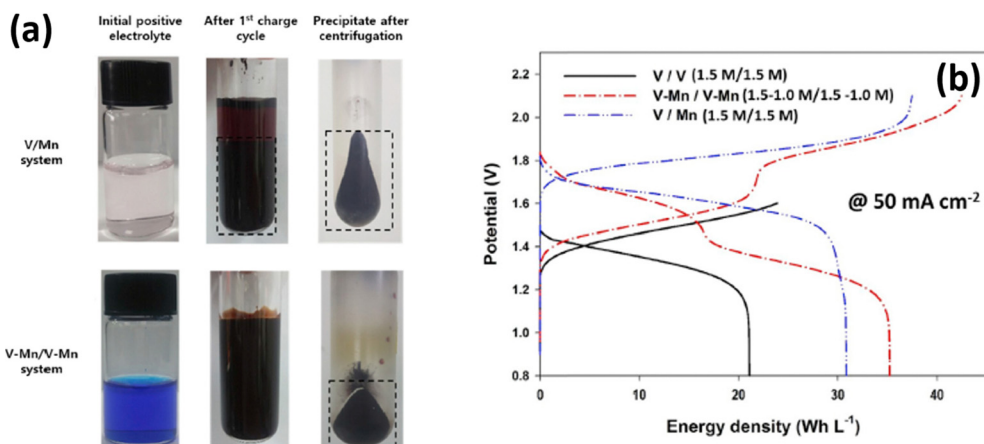 (a)
Initial positive
electrolyte
After 1st charge
cycle
Precipitate after
centrifugation
V/Mn
system
V-Mn/V-Mn
system
(b)
V / V (1.5 M/1.5 M)
V-Mn / V-Mn (1.5-1.0 M/1.5 -1.0 M)
V / Mn (1.5 M/1.5 M)
@ 50 mA cm-2
Potential (V)
2.2
2.0
1.8
1.6
1.4
1.2
1.0
0.8
0 10 20 30 40
Energy density (Wh L-1)